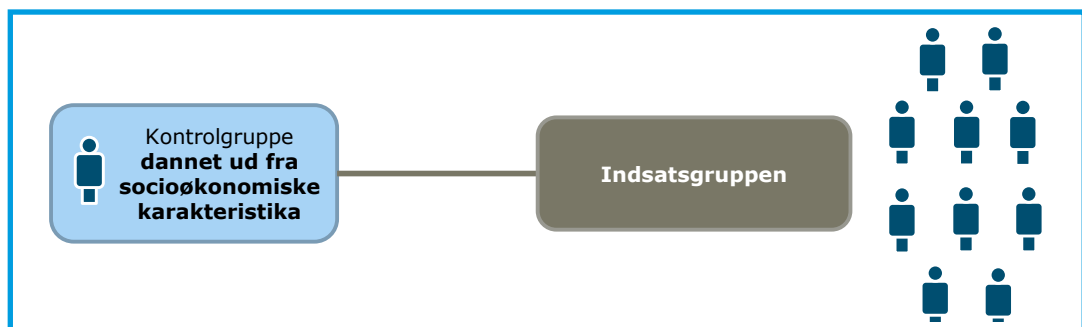 Kontrolgruppe
dannet ud fra
socioøkonomiske
karakteristika
Indsatsgruppen